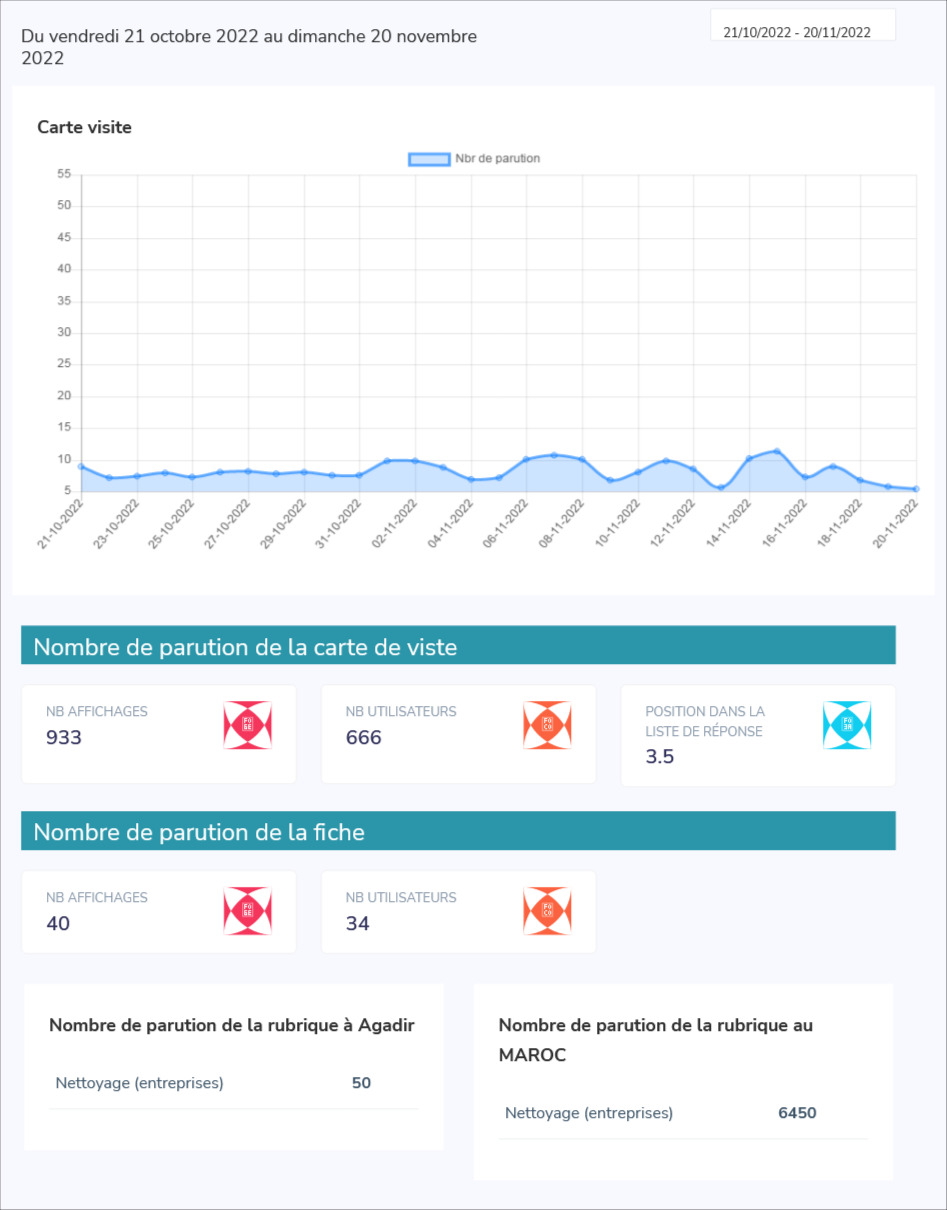 Du vendredi 21 octobre 2022 au dimanche 20 novembre
2022
21/10/2022 - 20/11/2022
Carte visite
Nbr de parution
55
50
45
40
35
30
25
20
15
10
5
21-10-2022
23-10-2022
25-10-2022
27-10-2022
29-10-2022
31-10-2022
02-11-2022
04-11-2022
06-11-2022
08-11-2022
10-11-2022
12-11-2022
14-11-2022
16-11-2022
18-11-2022
20-11-2022
Nombre de parution de la carte de viste
NB AFFICHAGES
933
NB UTILISATEURS
666
POSITION DANS LA
LISTE DE RÉPONSE
3.5
Nombre de parution de la fiche
NB AFFICHAGES
40
NB UTILISATEURS
34
Nombre de parution de la rubrique à Agadir
Nettoyage (entreprises) 50
Nombre de parution de la rubrique au
MAROC
Nettoyage (entreprises) 6450